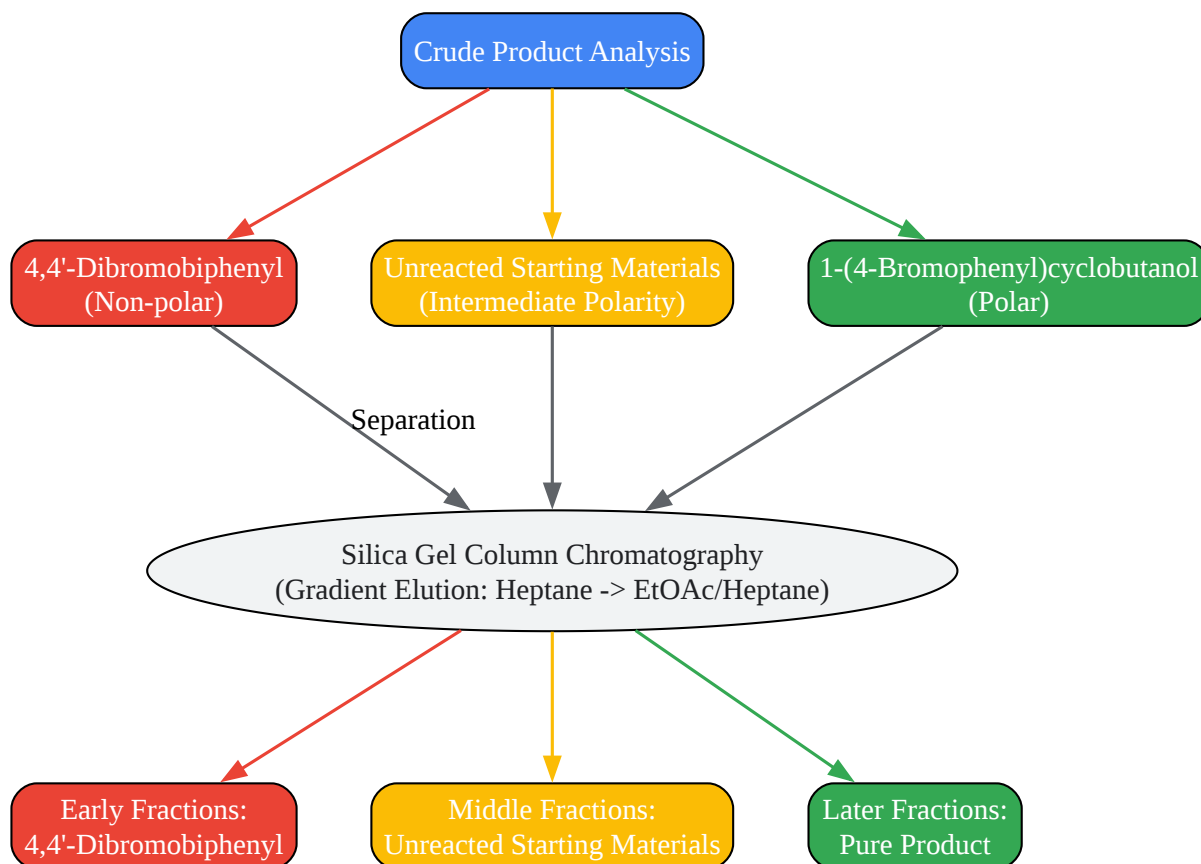 Crude Product Analysis
4,4'-Dibromobiphenyl
(Non-polar)
Unreacted Starting Materials
(Intermediate Polarity)
1-(4-Bromophenyl)cyclobutanol
(Polar)
Separation
Silica Gel Column Chromatography
(Gradient Elution: Heptane -> EtOAc/Heptane)
Early Fractions:
4,4'-Dibromobiphenyl
Middle Fractions:
Unreacted Starting Materials
Later Fractions:
Pure Product